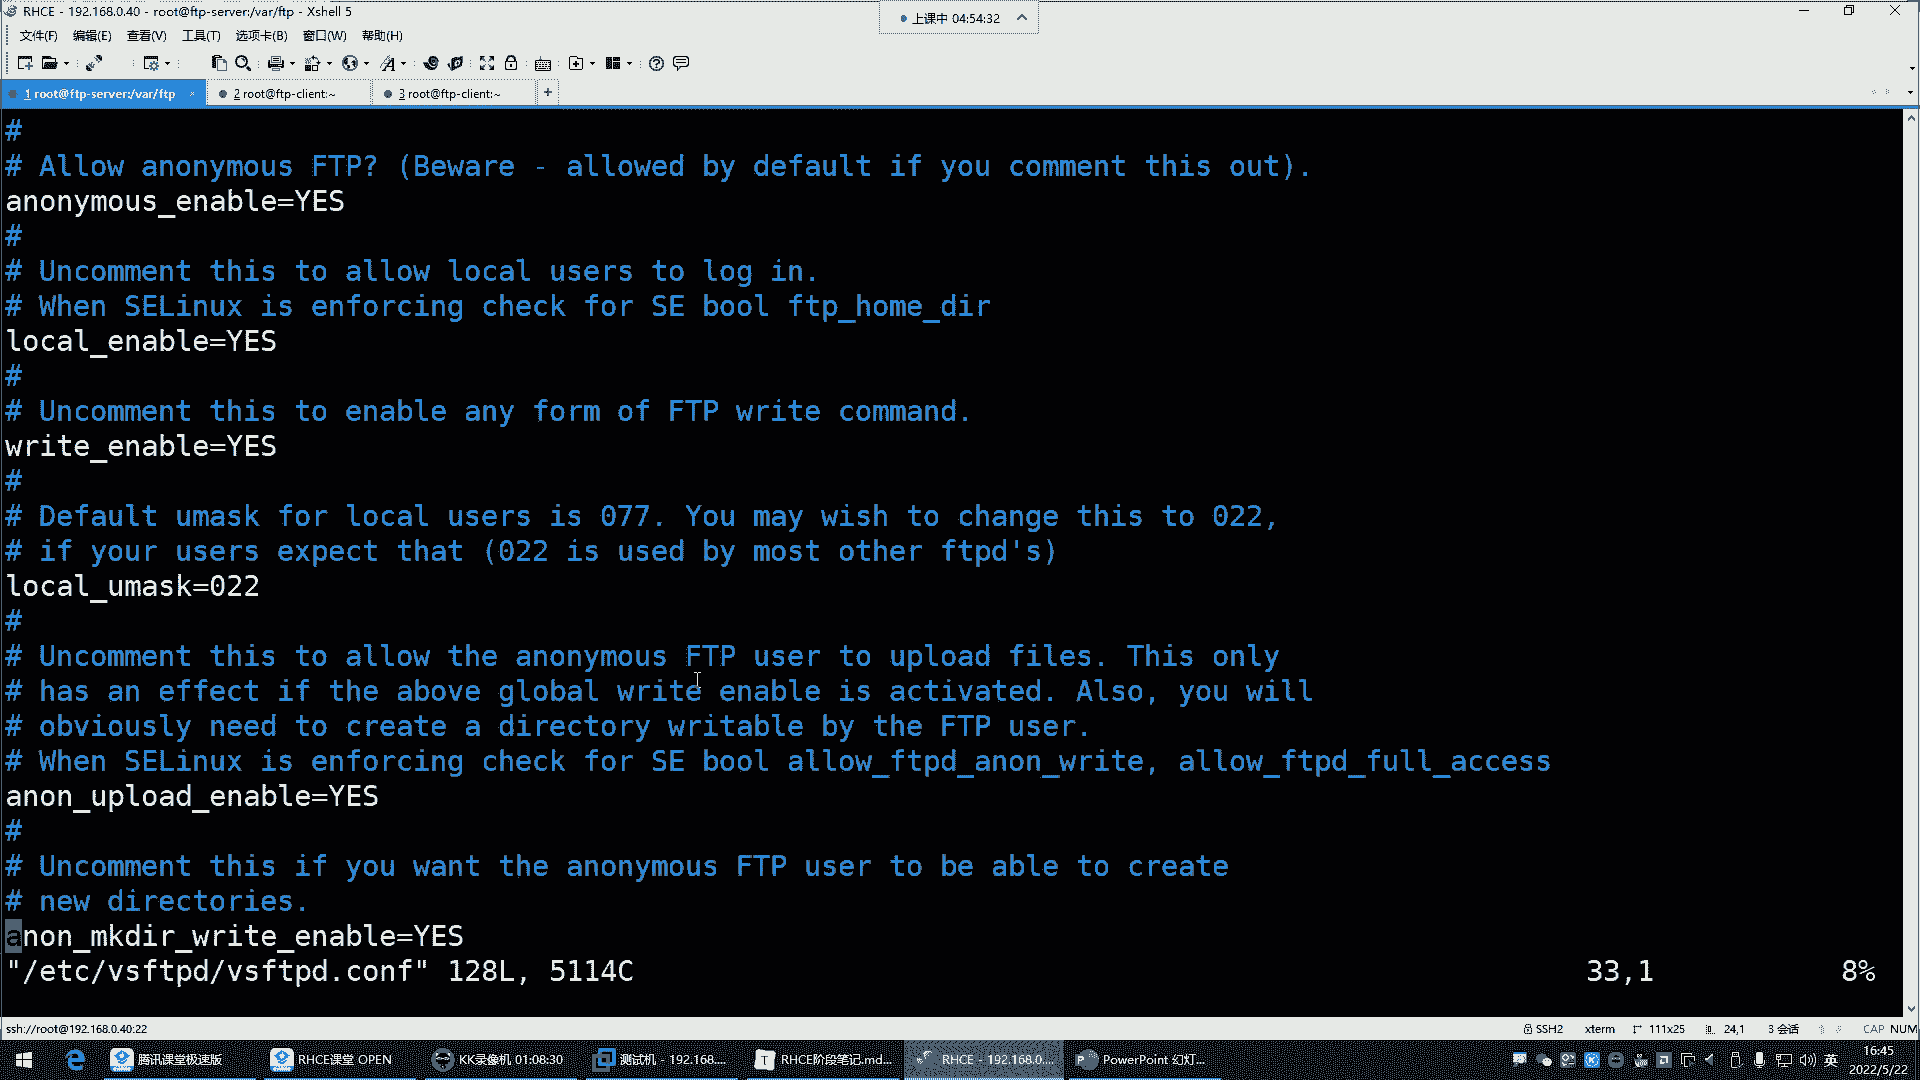 RHCE - 192.168.0.40 - root@ftp-server:/var/ftp - Xshell 5
上课中 04:54:32
文件(F) 编辑(E) 查看(V) 工具(T) 选项卡(B) 窗口(W) 帮助(H)
1 root@ftp-server:/var/ftp × 2 root@ftp-client:~ 3 root@ftp-client:~ +
#
# Allow anonymous FTP? (Beware - allowed by default if you comment this out).
anonymous_enable=YES
#
# Uncomment this to allow local users to log in.
# When SELinux is enforcing check for SE bool ftp_home_dir
local_enable=YES
#
# Uncomment this to enable any form of FTP write command.
write_enable=YES
#
# Default umask for local users is 077. You may wish to change this to 022,
# if your users expect that (022 is used by most other ftpd's)
local_umask=022
#
# Uncomment this to allow the anonymous FTP user to upload files. This only
# has an effect if the above global write enable is activated. Also, you will
# obviously need to create a directory writable by the FTP user.
# When SELinux is enforcing check for SE bool allow_ftpd_anon_write, allow_ftpd_full_access
anon_upload_enable=YES
#
# Uncomment this if you want the anonymous FTP user to be able to create
# new directories.
anon_mkdir_write_enable=YES
"/etc/vsftpd/vsftpd.conf" 128L, 5114C 33,1 8%
ssh://root@192.168.0.40:22 SSH2 xterm 111x25 24,1 3 会话 CAP NUM
腾讯课堂极速版 RHCE课堂 OPEN KK录像机 01:08:30 测试机 - 192.168.... RHCE阶段笔记.md... RHCE - 192.168.0.... PowerPoint 幻灯... 英 16:45
2022/5/22